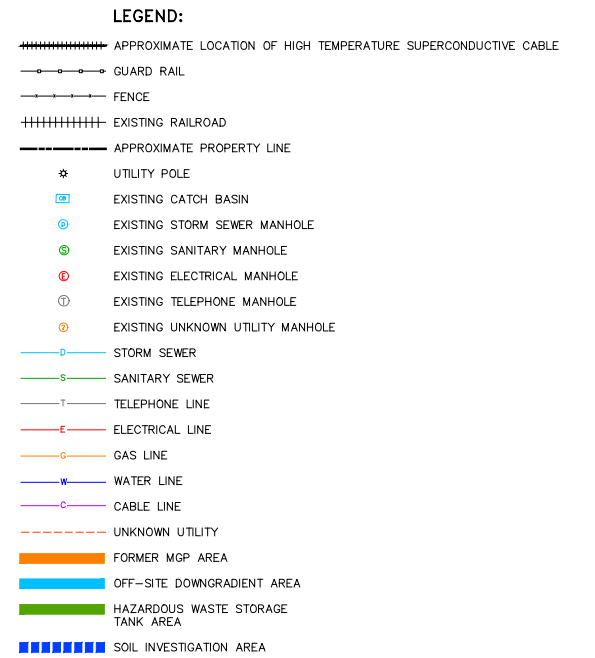 LEGEND:
APPROXIMATE LOCATION OF HIGH TEMPERATURE SUPERCONDUCTIVE CABLE
GUARD RAIL
FENCE
EXISTING RAILROAD
APPROXIMATE PROPERTY LINE
UTILITY POLE
CB EXISTING CATCH BASIN
D EXISTING STORM SEWER MANHOLE
S EXISTING SANITARY MANHOLE
E EXISTING ELECTRICAL MANHOLE
T EXISTING TELEPHONE MANHOLE
? EXISTING UNKNOWN UTILITY MANHOLE
D STORM SEWER
S SANITARY SEWER
T TELEPHONE LINE
E ELECTRICAL LINE
G GAS LINE
W WATER LINE
C CABLE LINE
UNKNOWN UTILITY
FORMER MGP AREA
OFF-SITE DOWNGRADIENT AREA
HAZARDOUS WASTE STORAGE
TANK AREA
SOIL INVESTIGATION AREA